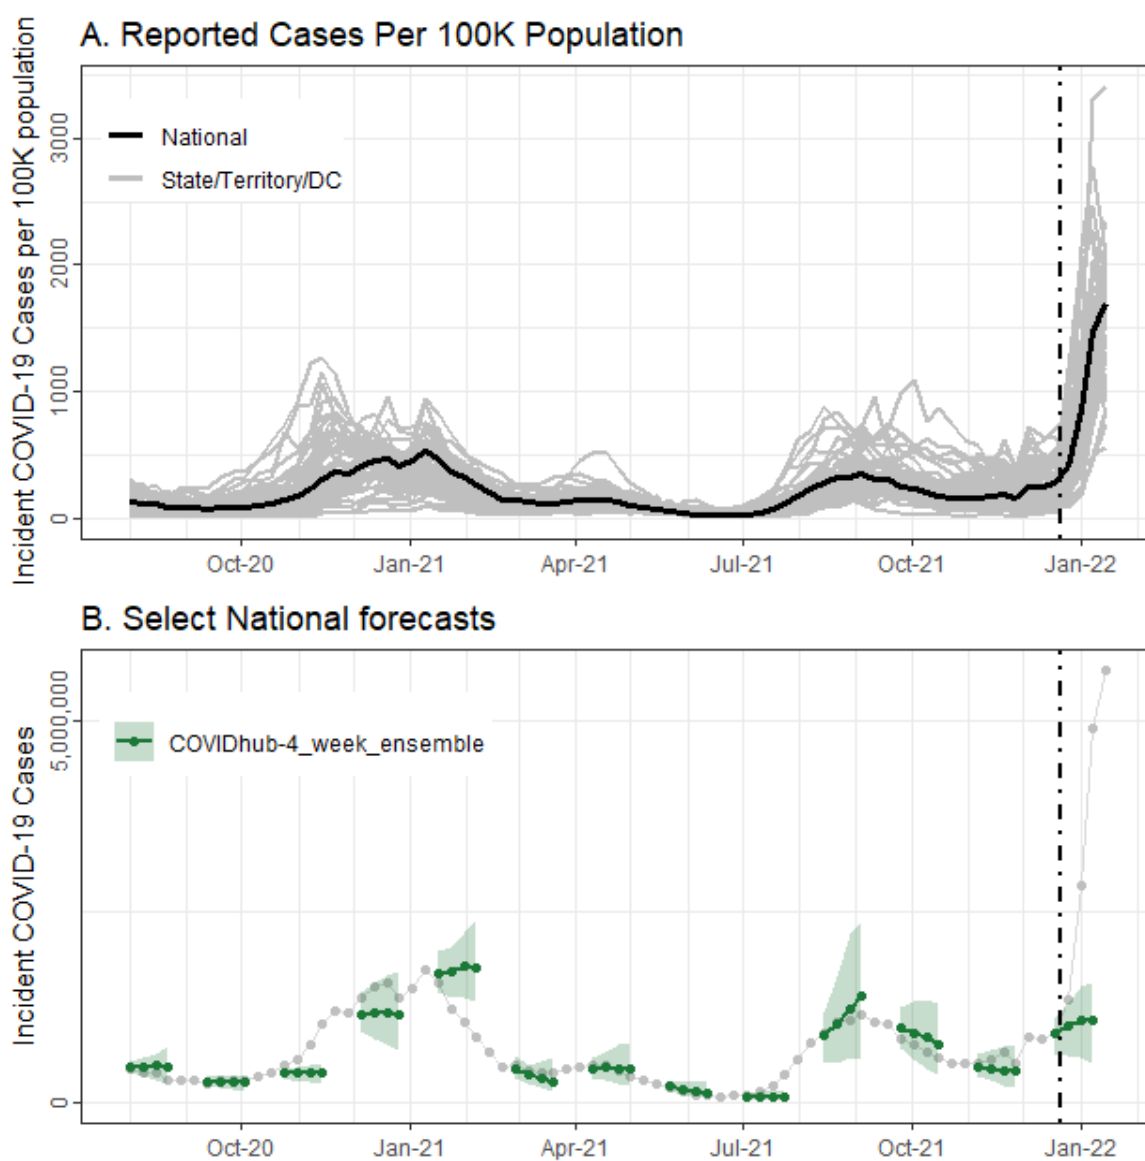 A. Reported Cases Per 100K Population
Incident COVID-19 Cases per 100K population
3000
2000
1000
0
National
State/Territory/DC
Oct-20 Jan-21 Apr-21 Jul-21 Oct-21 Jan-22
B. Select National forecasts
Incident COVID-19 Cases
5,000,000
0
COVIDhub-4_week_ensemble
Oct-20 Jan-21 Apr-21 Jul-21 Oct-21 Jan-22